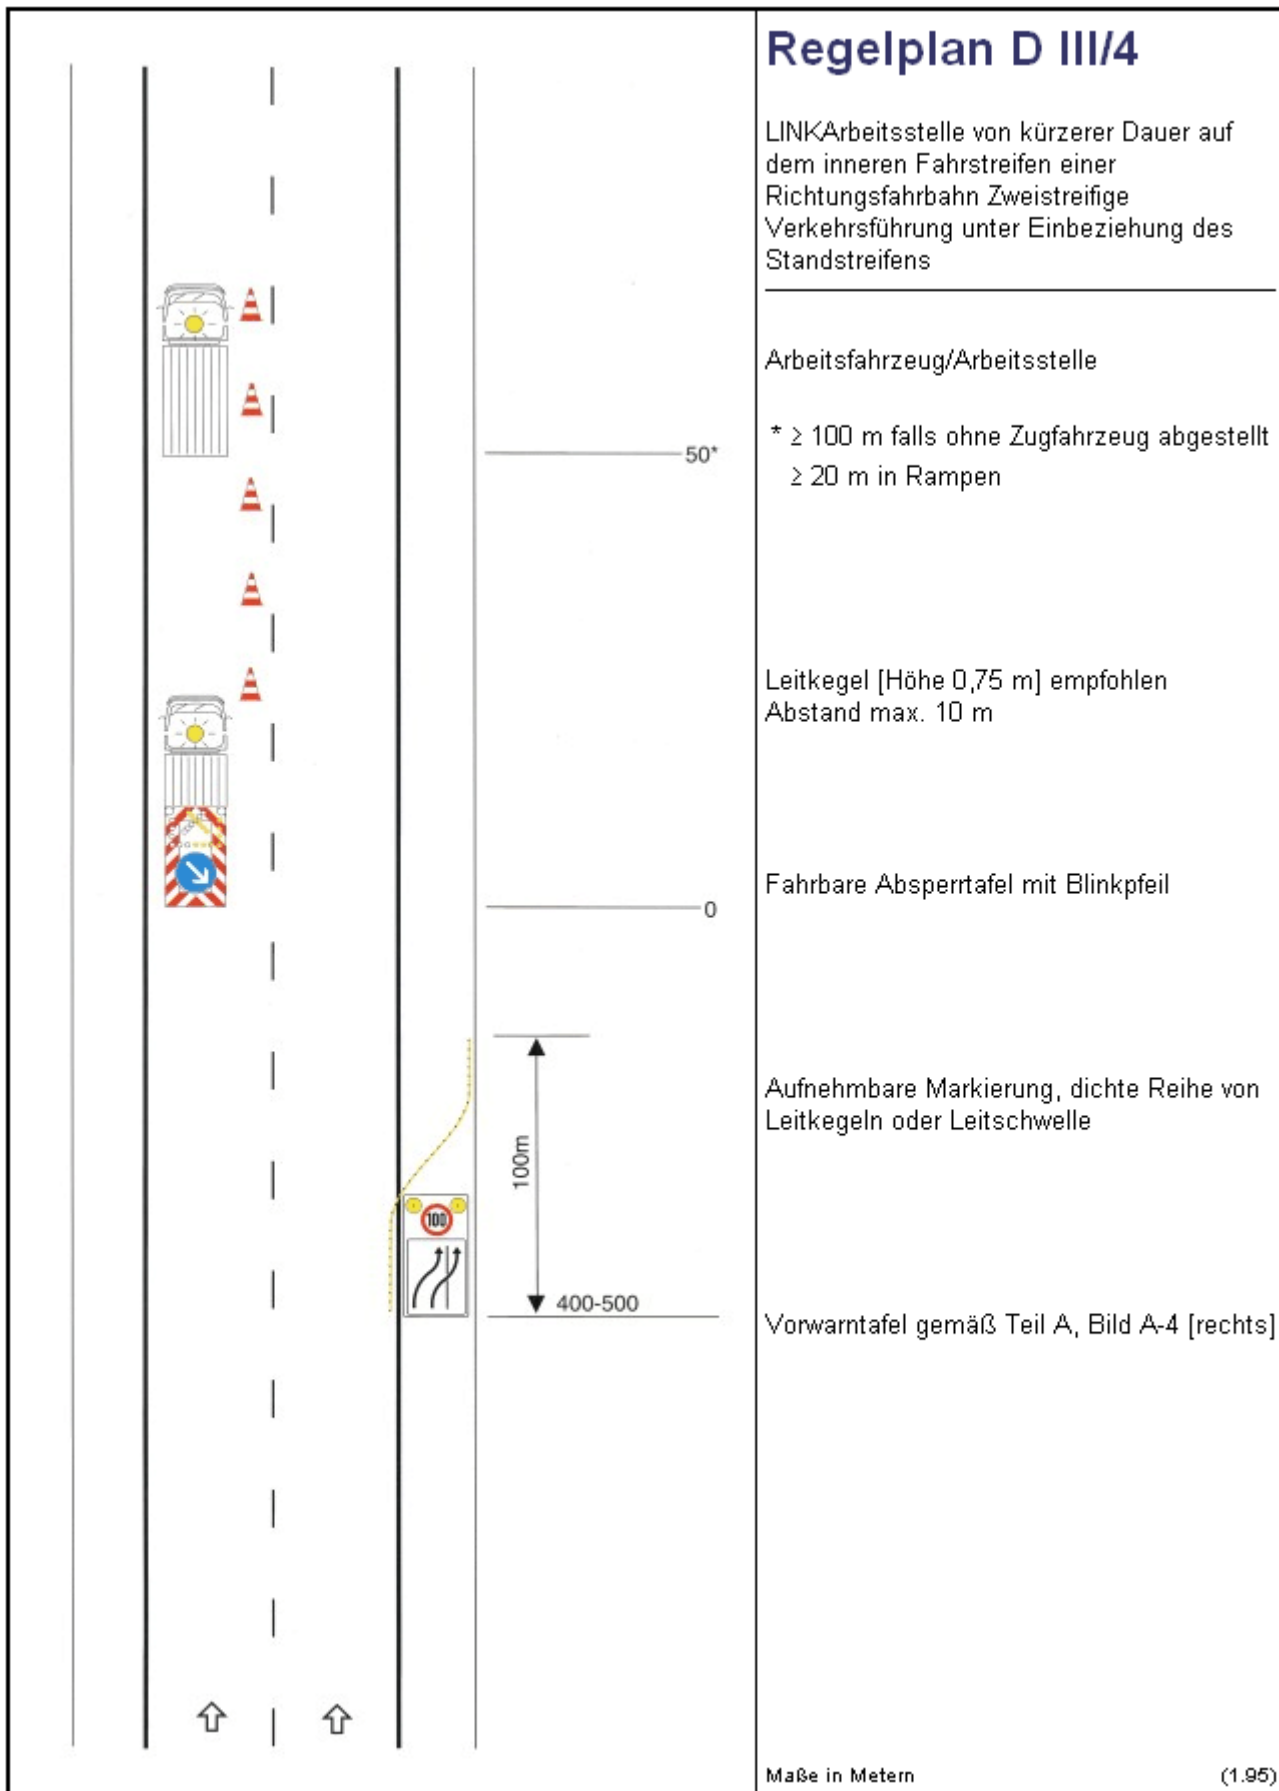 Regelplan D III/4
LINKArbeitsstelle von kürzerer Dauer auf
dem inneren Fahrstreifen einer
Richtungsfahrbahn Zweistreifige
Verkehrsführung unter Einbeziehung des
Standstreifens
Arbeitsfahrzeug/Arbeitsstelle
50*
* ≥ 100 m falls ohne Zugfahrzeug abgestellt
≥ 20 m in Rampen
Leitkegel [Höhe 0,75 m] empfohlen
Abstand max. 10 m
Fahrbare Absperrtafel mit Blinkpfeil
0
Aufnehmbare Markierung, dichte Reihe von
Leitkegeln oder Leitschwelle
100m
100
400-500
Vorwarntafel gemäß Teil A, Bild A-4 [rechts]
Maße in Metern (1.95)